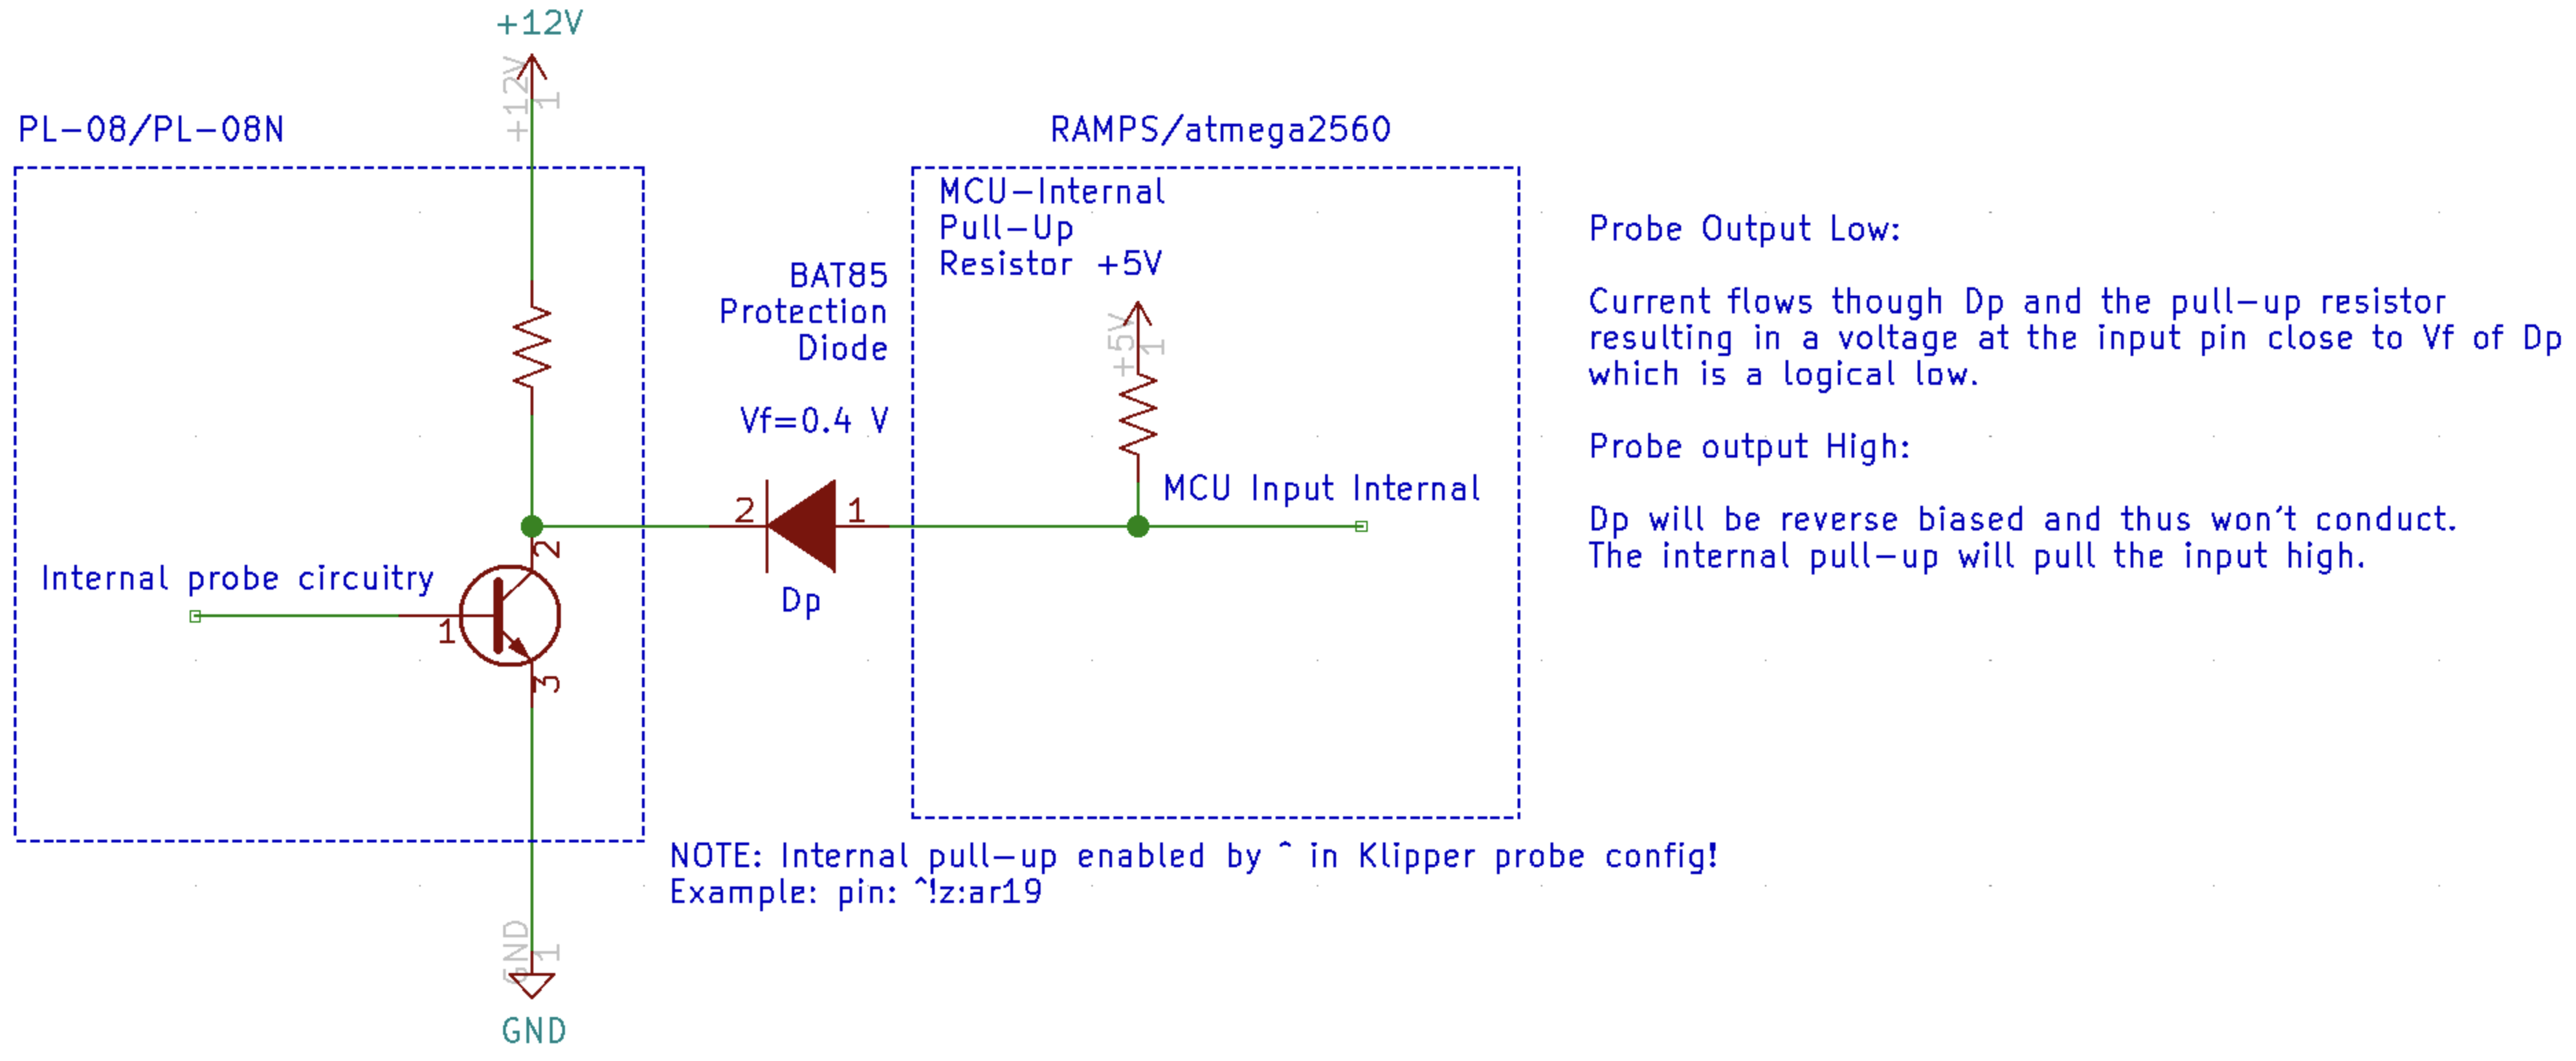 +12V
+12V
1
PL-08/PL-08N
RAMPS/atmega2560
MCU-Internal
Pull-Up
Resistor +5V
+5V
1
BAT85
Protection
Diode
Vf=0.4 V
2
1
Dp
MCU Input Internal
Internal probe circuitry
2
1
3
Probe Output Low:
Current flows though Dp and the pull-up resistor
resulting in a voltage at the input pin close to Vf of Dp
which is a logical low.
Probe output High:
Dp will be reverse biased and thus won't conduct.
The internal pull-up will pull the input high.
NOTE: Internal pull-up enabled by ^ in Klipper probe config!
Example: pin: ^!z:ar19
GND
1
GND